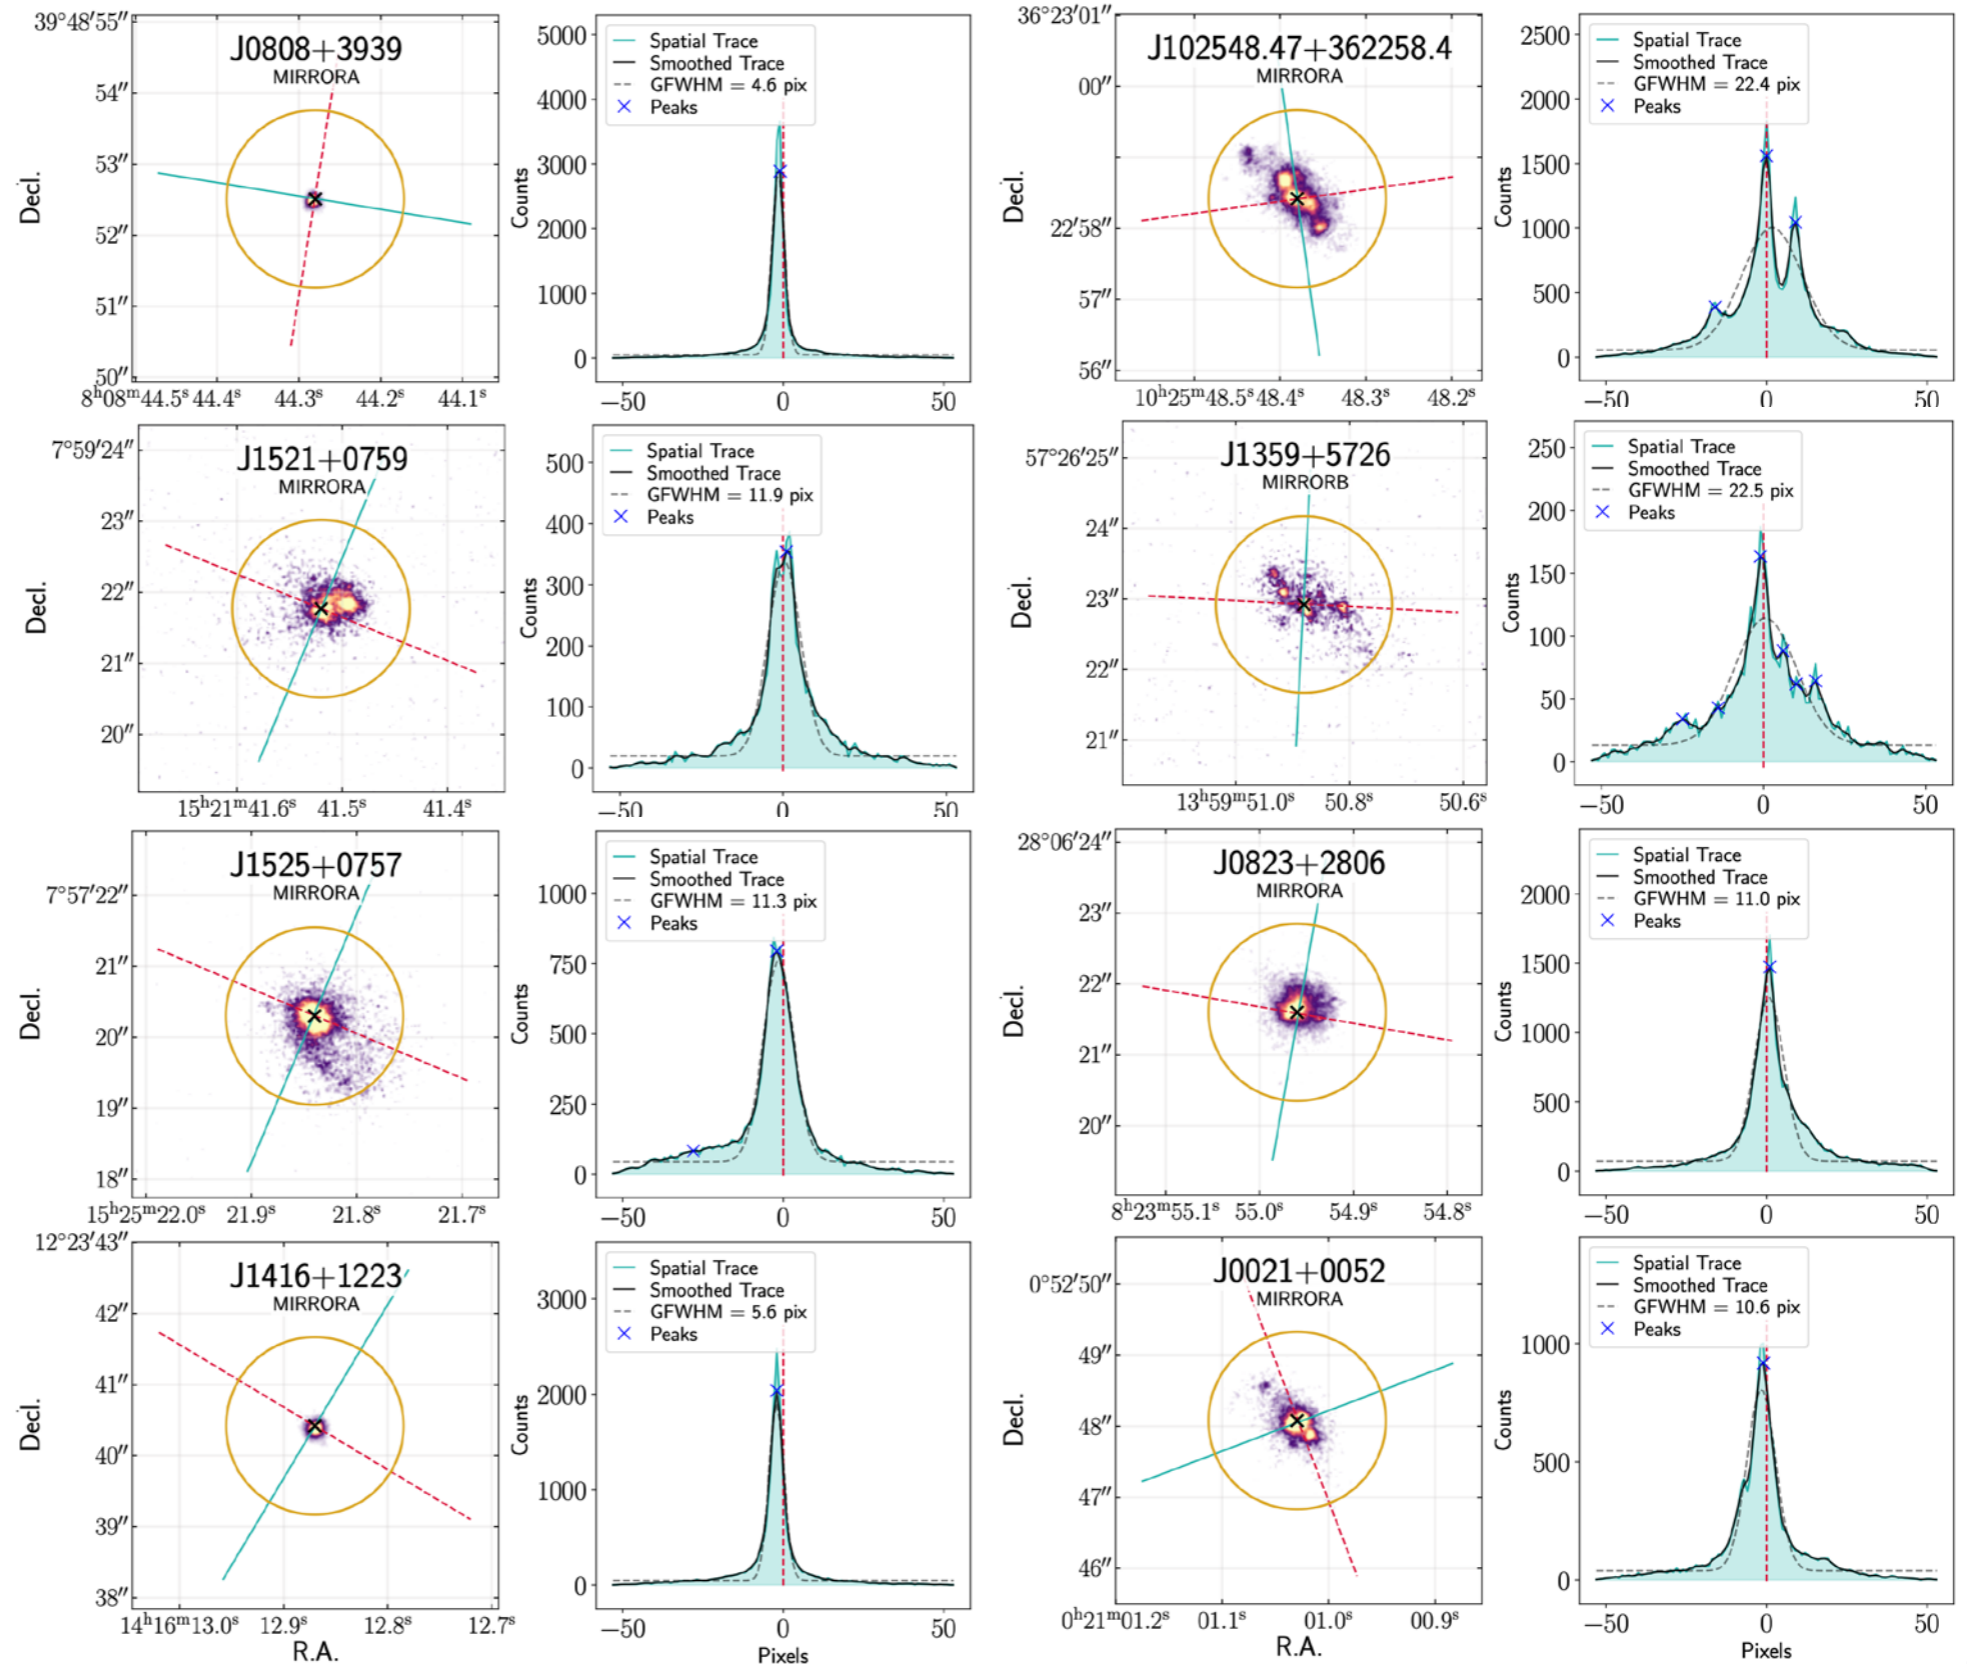 39°48′55″
54″
53″
52″
51″
50″
Decl.
J0808+3939
MIRRORA
8ʰ08ᵐ44.5ˢ 44.4ˢ 44.3ˢ 44.2ˢ 44.1ˢ
5000
4000
3000
2000
1000
0
Counts
Spatial Trace
Smoothed Trace
GFWHM = 4.6 pix
Peaks
−50 0 50
36°23′01″
00″
22′58″
57″
56″
Decl.
J102548.47+362258.4
MIRRORA
10ʰ25ᵐ48.5ˢ 48.4ˢ 48.3ˢ 48.2ˢ
2500
2000
1500
1000
500
0
Counts
Spatial Trace
Smoothed Trace
GFWHM = 22.4 pix
Peaks
−50 0 50
7°59′24″
23″
22″
21″
20″
Decl.
J1521+0759
MIRRORA
15ʰ21ᵐ41.6ˢ 41.5ˢ 41.4ˢ
500
400
300
200
100
0
Counts
Spatial Trace
Smoothed Trace
GFWHM = 11.9 pix
Peaks
−50 0 50
57°26′25″
24″
23″
22″
21″
Decl.
J1359+5726
MIRRORB
13ʰ59ᵐ51.0ˢ 50.8ˢ 50.6ˢ
250
200
150
100
50
0
Counts
Spatial Trace
Smoothed Trace
GFWHM = 22.5 pix
Peaks
−50 0 50
7°57′22″
21″
20″
19″
18″
Decl.
J1525+0757
MIRRORA
15ʰ25ᵐ22.0ˢ 21.9ˢ 21.8ˢ 21.7ˢ
1000
750
500
250
0
Counts
Spatial Trace
Smoothed Trace
GFWHM = 11.3 pix
Peaks
−50 0 50
28°06′24″
23″
22″
21″
20″
Decl.
J0823+2806
MIRRORA
8ʰ23ᵐ55.1ˢ 55.0ˢ 54.9ˢ 54.8ˢ
2000
1500
1000
500
0
Counts
Spatial Trace
Smoothed Trace
GFWHM = 11.0 pix
Peaks
−50 0 50
12°23′43″
42″
41″
40″
39″
38″
Decl.
J1416+1223
MIRRORA
14ʰ16ᵐ13.0ˢ 12.9ˢ 12.8ˢ 12.7ˢ
R.A.
3000
2000
1000
0
Counts
Spatial Trace
Smoothed Trace
GFWHM = 5.6 pix
Peaks
−50 0 50
Pixels
0°52′50″
49″
48″
47″
46″
Decl.
J0021+0052
MIRRORA
0ʰ21ᵐ01.2ˢ 01.1ˢ 01.0ˢ 00.9ˢ
R.A.
1000
500
0
Counts
Spatial Trace
Smoothed Trace
GFWHM = 10.6 pix
Peaks
−50 0 50
Pixels